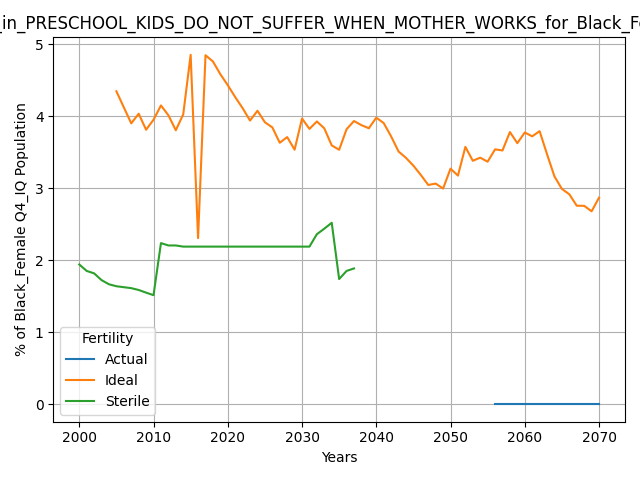 _in_PRESCHOOL_KIDS_DO_NOT_SUFFER_WHEN_MOTHER_WORKS_for_Black_Fe
% of Black_Female Q4_IQ Population
5
4
3
2
1
0
Fertility
Actual
Ideal
Sterile
2000 2010 2020 2030 2040 2050 2060 2070
Years